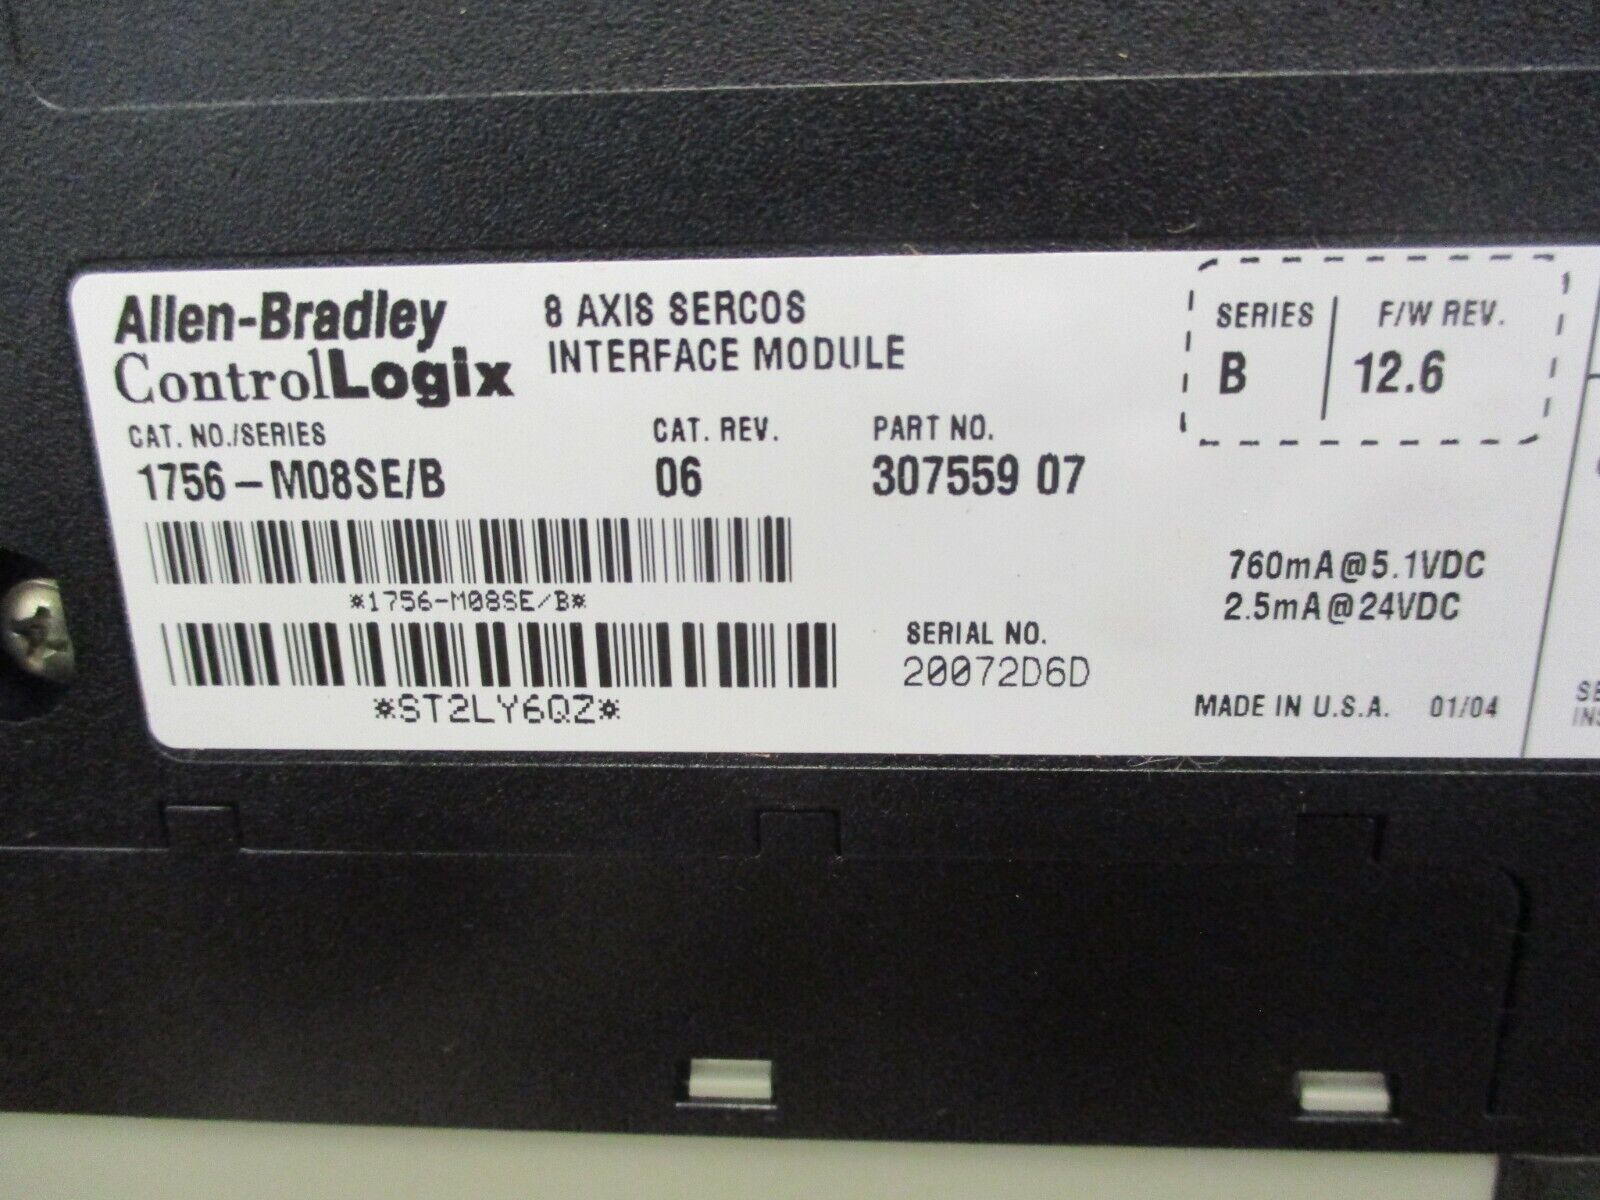 Allen-Bradley
ControlLogix
8 AXIS SERCOS
INTERFACE MODULE
SERIES
B
F/W REV.
12.6
CAT. NO./SERIES
1756-M08SE/B
CAT. REV.
06
PART NO.
307559 07
*1756-M08SE/B*
760mA@5.1VDC
2.5mA@24VDC
*ST2LY6QZ*
SERIAL NO.
20072D6D
MADE IN U.S.A. 01/04